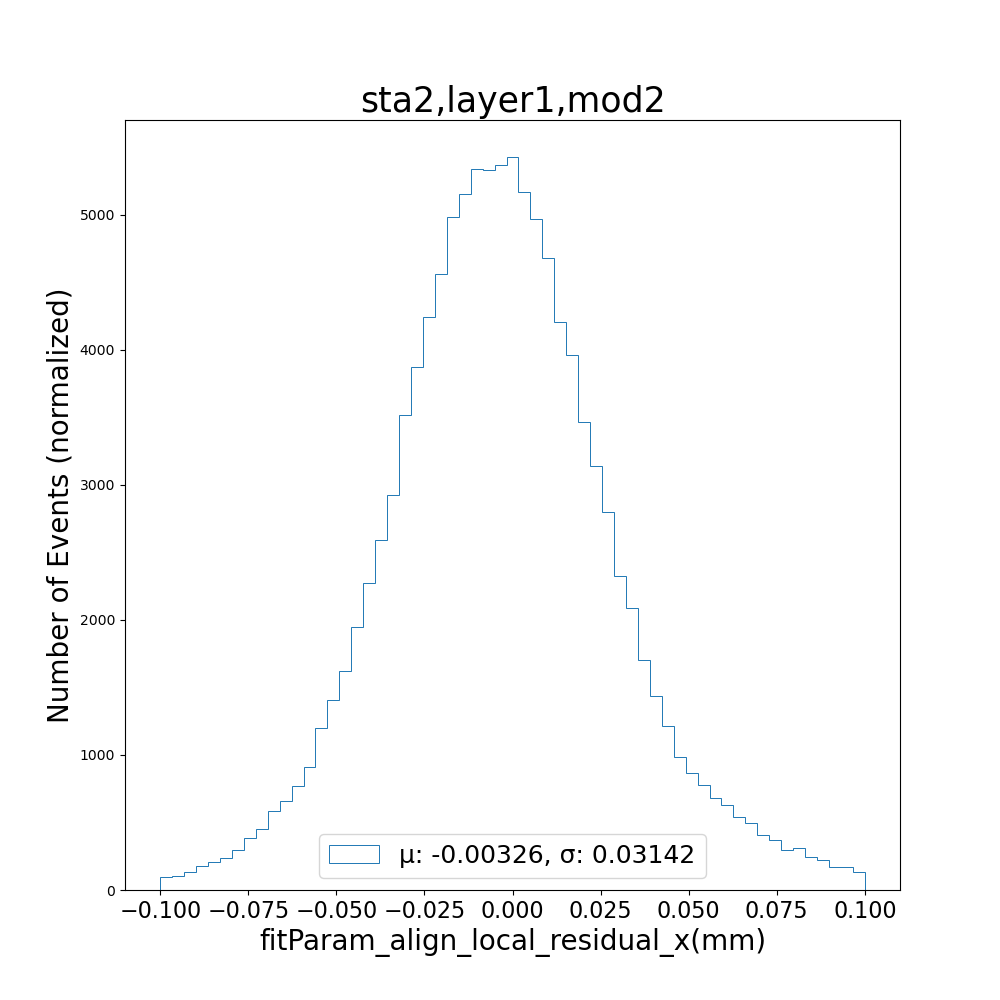 sta2,layer1,mod2
Number of Events (normalized)
5000
4000
3000
2000
1000
0
μ: -0.00326, σ: 0.03142
−0.100 −0.075 −0.050 −0.025 0.000 0.025 0.050 0.075 0.100
fitParam_align_local_residual_x(mm)